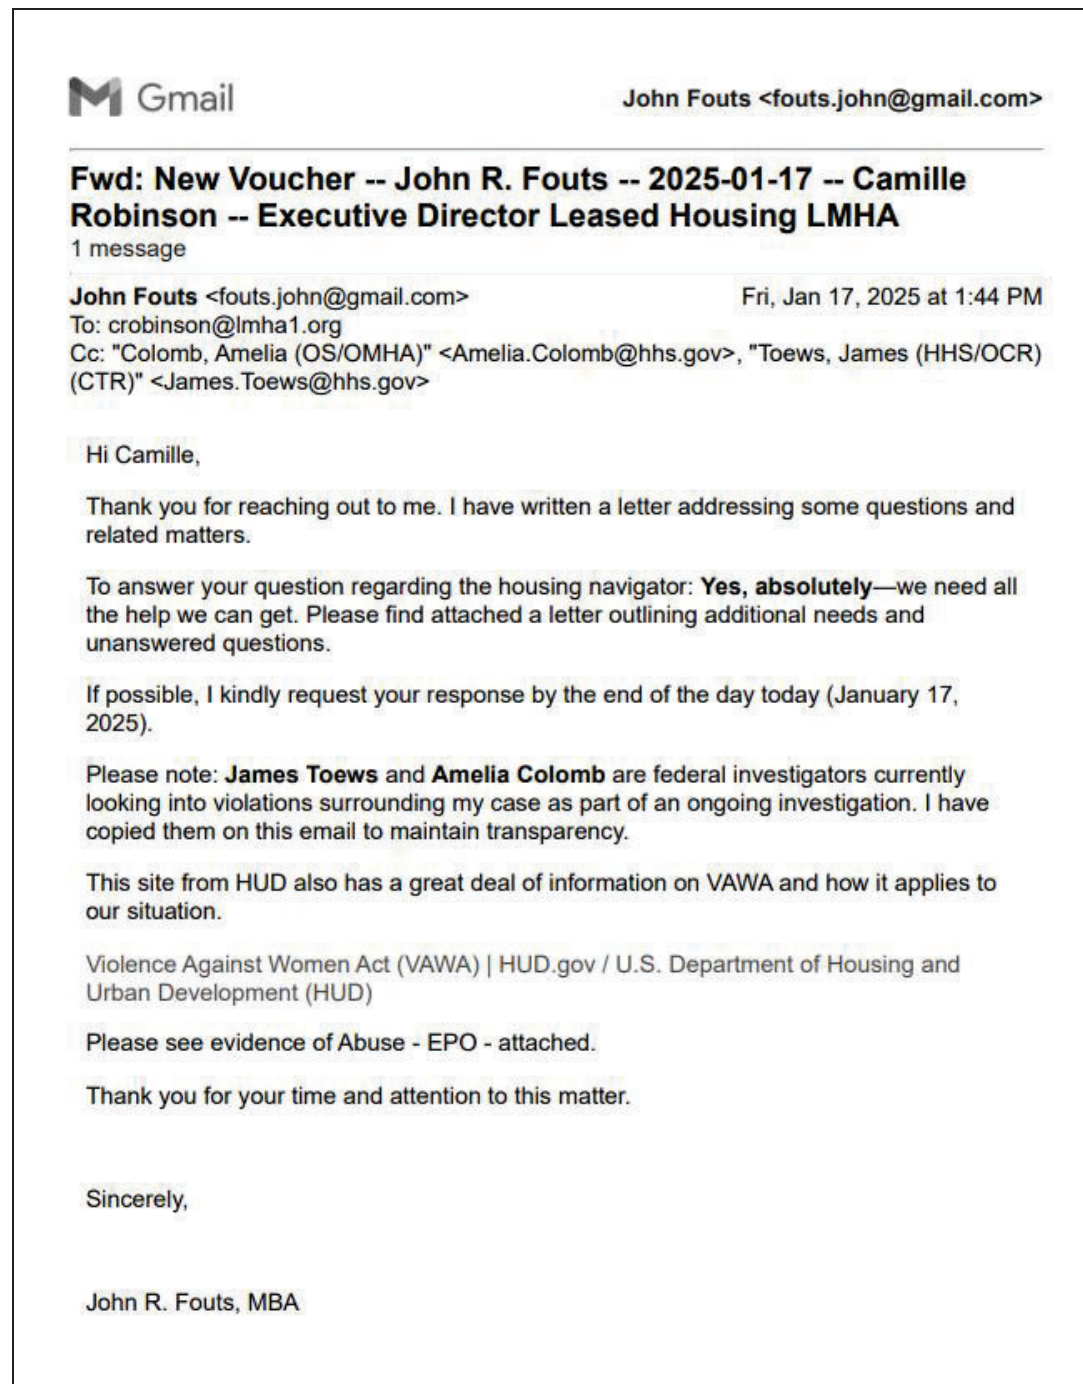 Gmail
John Fouts <fouts.john@gmail.com>
Fwd: New Voucher -- John R. Fouts -- 2025-01-17 -- Camille
Robinson -- Executive Director Leased Housing LMHA
1 message
John Fouts <fouts.john@gmail.com> Fri, Jan 17, 2025 at 1:44 PM
To: crobinson@lmha1.org
Cc: "Colomb, Amelia (OS/OMHA)" <Amelia.Colomb@hhs.gov>, "Toews, James (HHS/OCR)
(CTR)" <James.Toews@hhs.gov>
Hi Camille,
Thank you for reaching out to me. I have written a letter addressing some questions and
related matters.
To answer your question regarding the housing navigator: Yes, absolutely—we need all
the help we can get. Please find attached a letter outlining additional needs and
unanswered questions.
If possible, I kindly request your response by the end of the day today (January 17,
2025).
Please note: James Toews and Amelia Colomb are federal investigators currently
looking into violations surrounding my case as part of an ongoing investigation. I have
copied them on this email to maintain transparency.
This site from HUD also has a great deal of information on VAWA and how it applies to
our situation.
Violence Against Women Act (VAWA) | HUD.gov / U.S. Department of Housing and
Urban Development (HUD)
Please see evidence of Abuse - EPO - attached.
Thank you for your time and attention to this matter.
Sincerely,
John R. Fouts, MBA